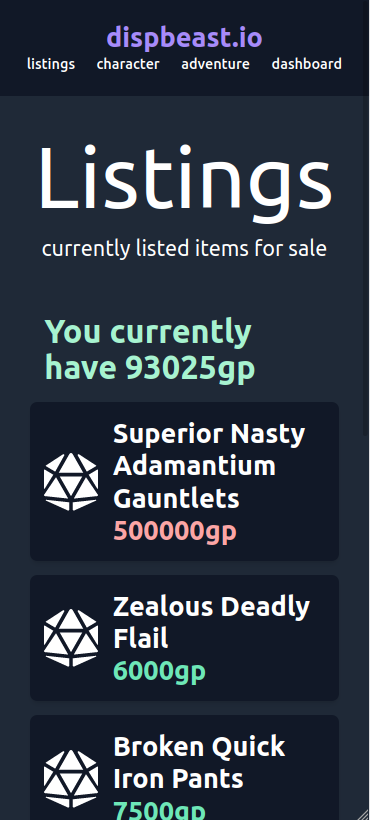 dispbeast.io
listings character adventure dashboard
Listings
currently listed items for sale
You currently
have 93025gp
Superior Nasty
Adamantium
Gauntlets
500000gp
Zealous Deadly
Flail
6000gp
Broken Quick
Iron Pants
7500gp